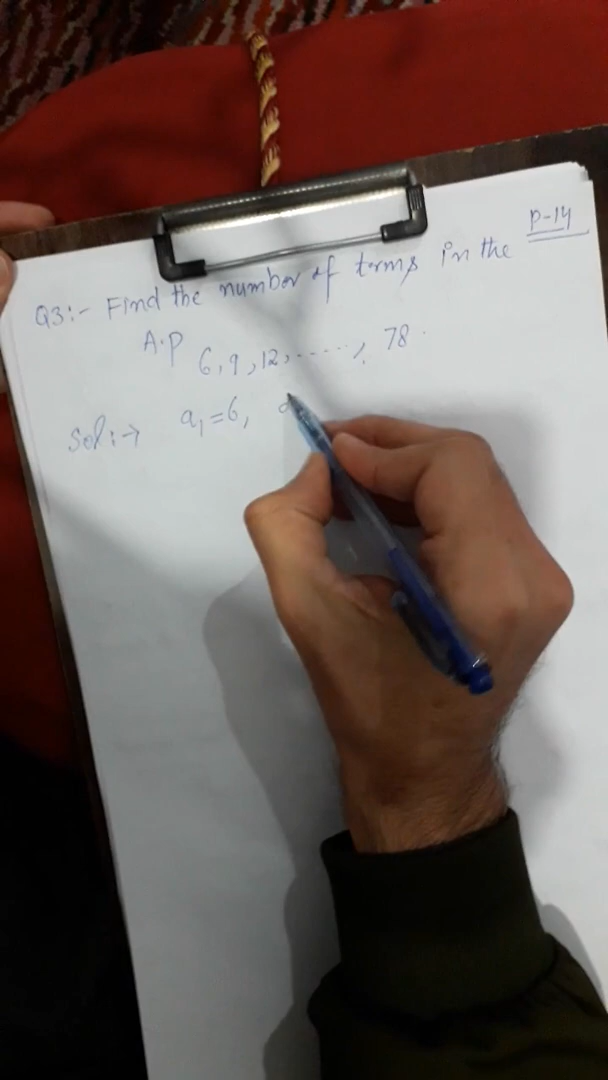 P-14
Q3:- Find the number of terms in the
A.P 6, 9, 12, ....., 78.
Sol:→ a₁ = 6, d